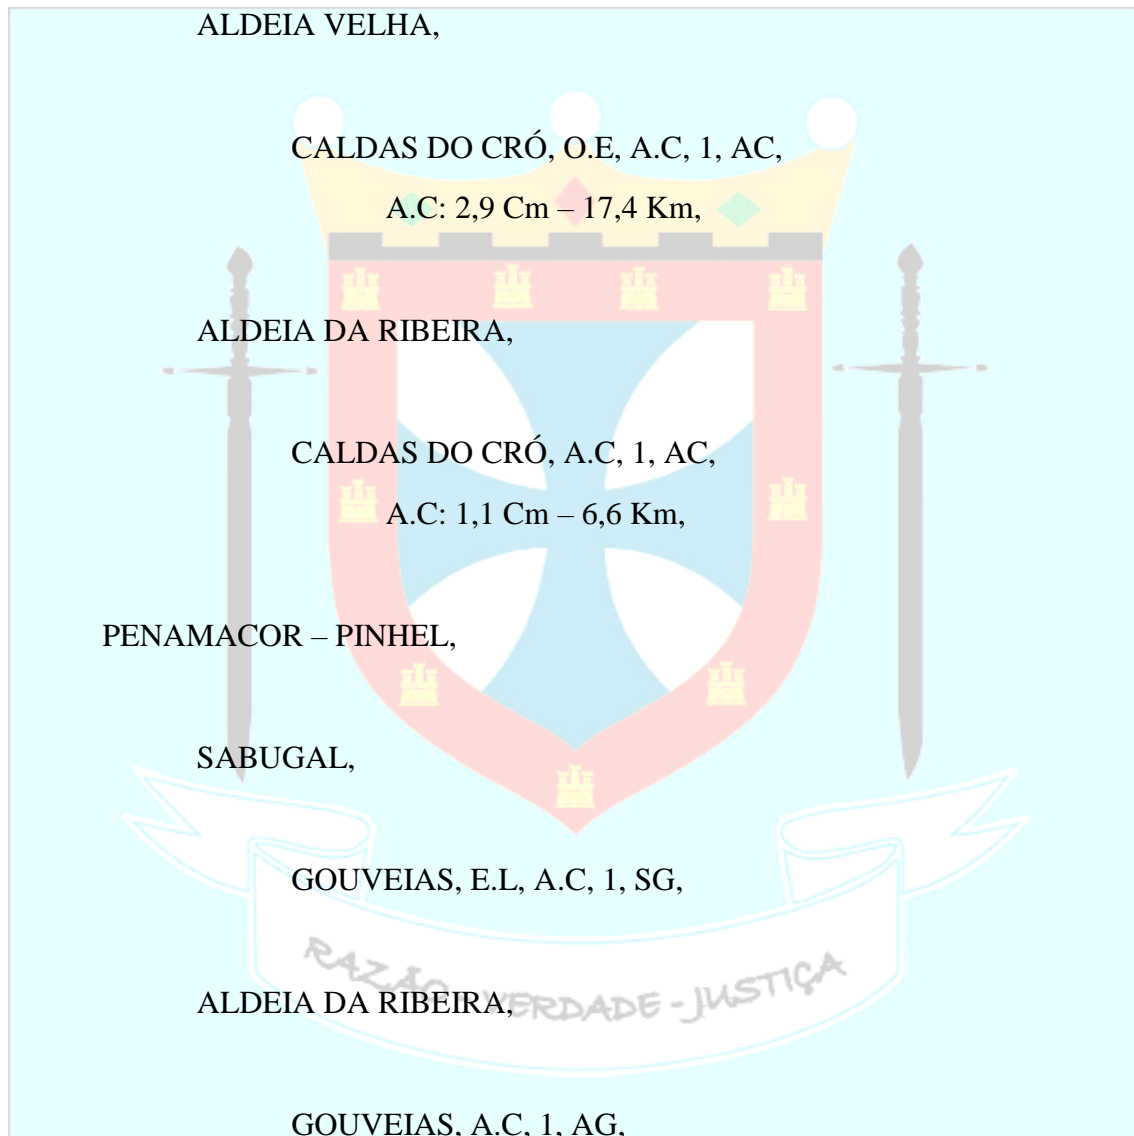 ALDEIA VELHA,
CALDAS DO CRÓ, O.E, A.C, 1, AC,
A.C: 2,9 Cm – 17,4 Km,
ALDEIA DA RIBEIRA,
CALDAS DO CRÓ, A.C, 1, AC,
A.C: 1,1 Cm – 6,6 Km,
PENAMACOR – PINHEL,
SABUGAL,
GOUVEIAS, E.L, A.C, 1, SG,
RAZÃO - VERDADE - JUSTIÇA
ALDEIA DA RIBEIRA,
GOUVEIAS, A.C, 1, AG,